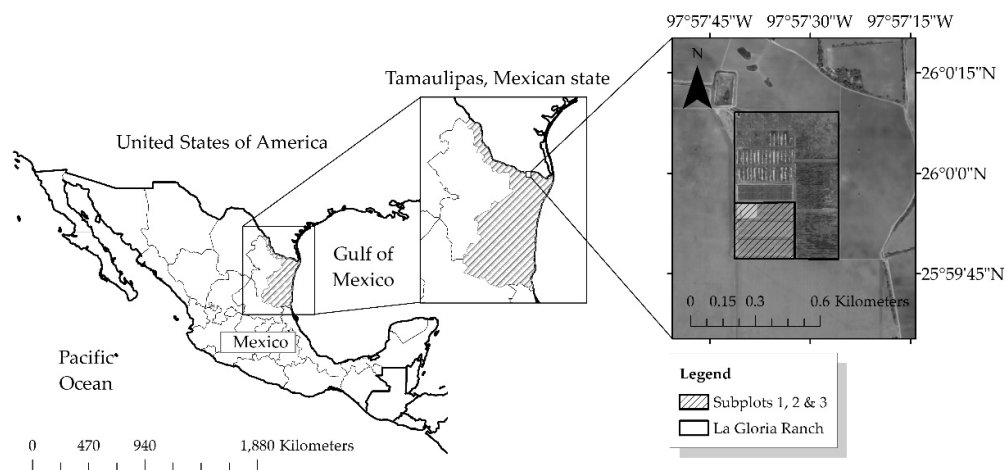 97°57'45"W 97°57'30"W 97°57'15"W
N
26°0'15"N
26°0'0"N
25°59'45"N
0 0.15 0.3 0.6 Kilometers
Tamaulipas, Mexican state
United States of America
Gulf of
Mexico
Mexico
Pacific
Ocean
0 470 940 1,880 Kilometers
Legend
Subplots 1, 2 & 3
La Gloria Ranch